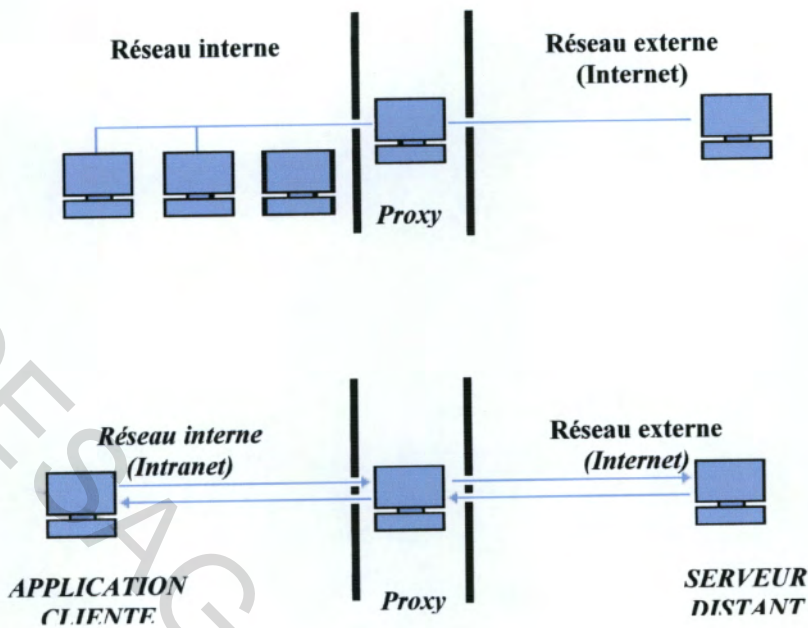 Réseau interne
Réseau externe
(Internet)
Proxy
Réseau interne
(Intranet)
Réseau externe
(Internet)
APPLICATION
CLIENTE
Proxy
SERVEUR
DISTANT